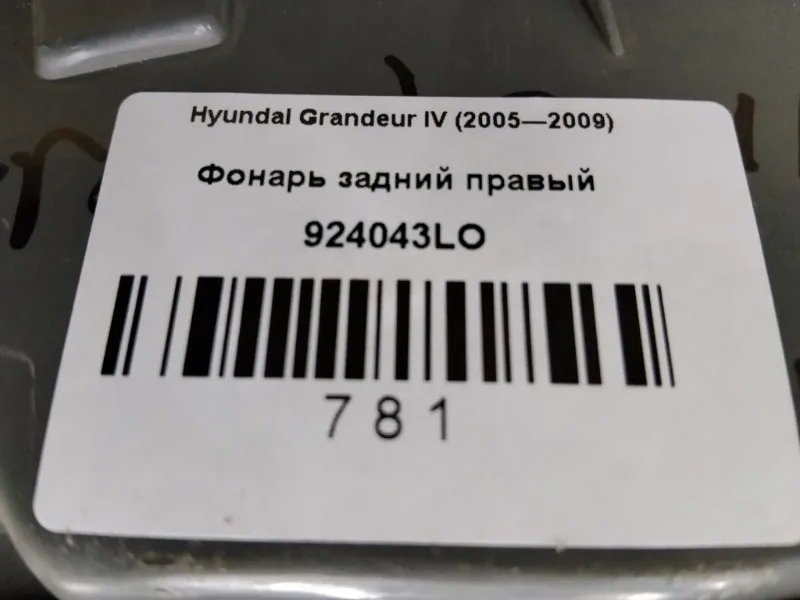 Hyundai Grandeur IV (2005—2009)
Фонарь задний правый
924043LO
781